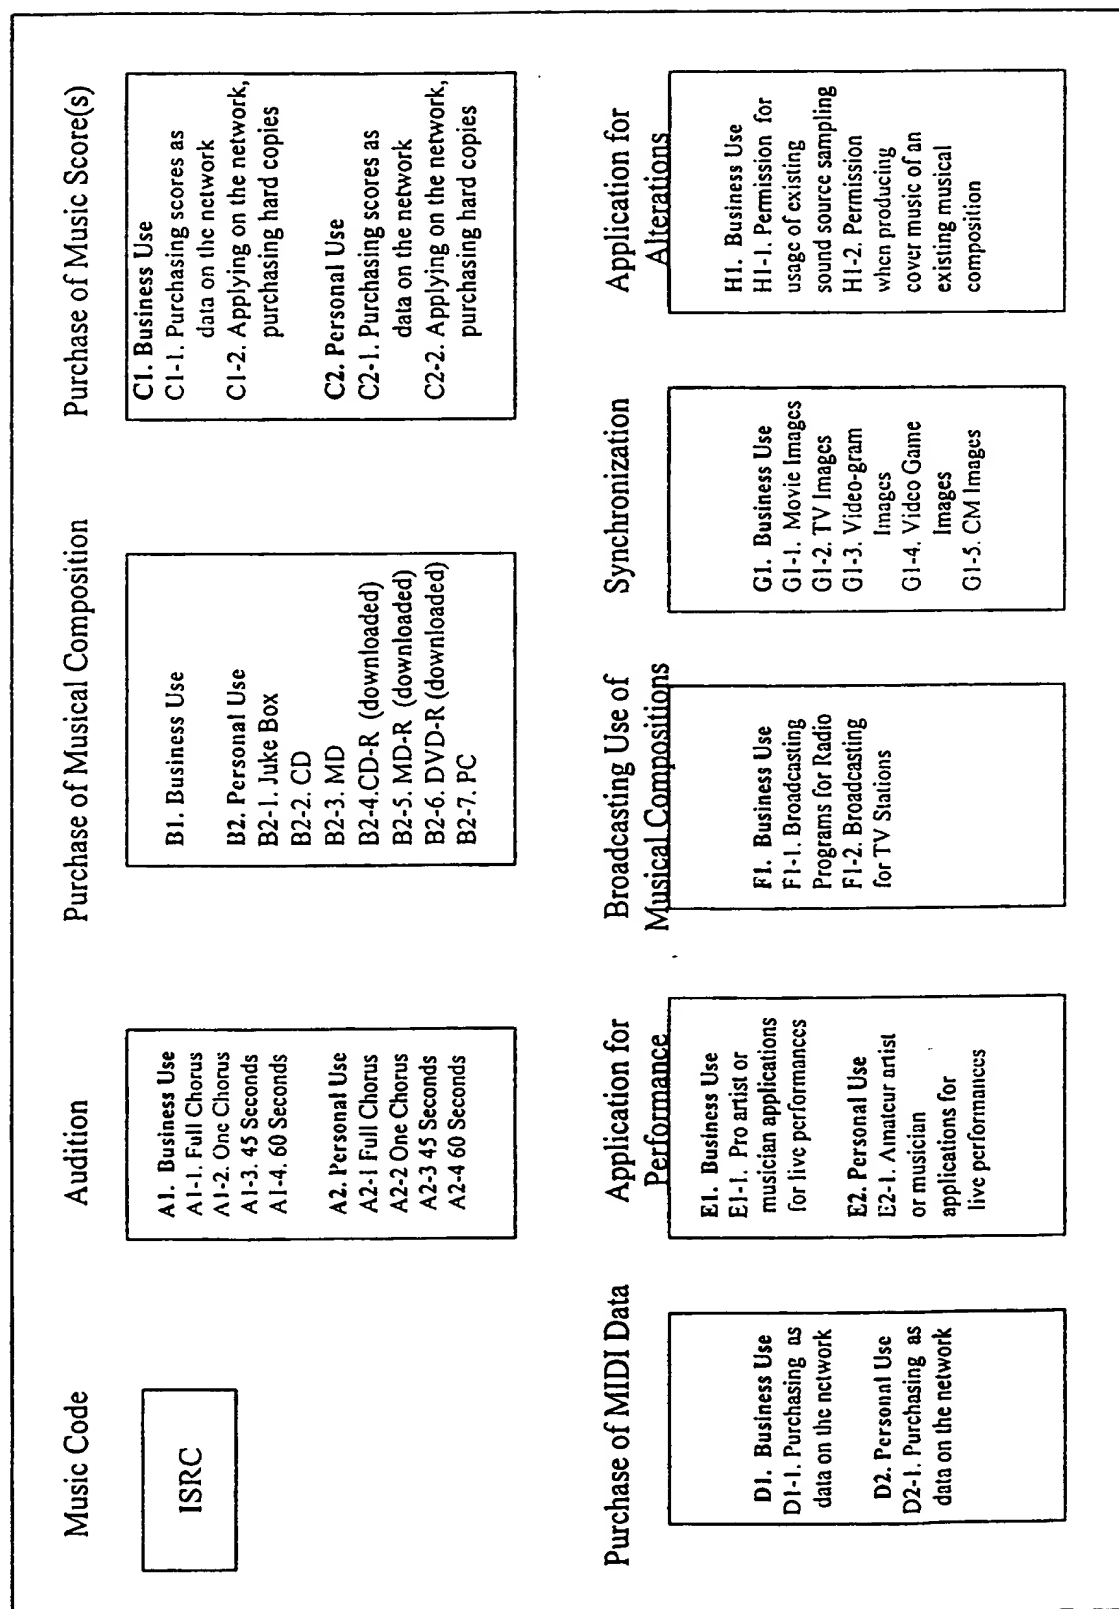 Music Code
ISRC
Audition
A1. Business Use
A1-1. Full Chorus
A1-2. One Chorus
A1-3. 45 Seconds
A1-4. 60 Seconds
A2. Personal Use
A2-1 Full Chorus
A2-2 One Chorus
A2-3 45 Seconds
A2-4 60 Seconds
Purchase of Musical Composition
B1. Business Use
B2. Personal Use
B2-1. Juke Box
B2-2. CD
B2-3. MD
B2-4.CD-R (downloaded)
B2-5. MD-R (downloaded)
B2-6. DVD-R (downloaded)
B2-7. PC
Purchase of Music Score(s)
C1. Business Use
C1-1. Purchasing scores as
data on the network
C1-2. Applying on the network,
purchasing hard copies
C2. Personal Use
C2-1. Purchasing scores as
data on the network
C2-2. Applying on the network,
purchasing hard copies
Purchase of MIDI Data
D1. Business Use
D1-1. Purchasing as
data on the network
D2. Personal Use
D2-1. Purchasing as
data on the network
Application for
Performance
E1. Business Use
E1-1. Pro artist or
musician applications
for live performances
E2. Personal Use
E2-1. Amateur artist
or musician
applications for
live performances
Broadcasting Use of
Musical Compositions
F1. Business Use
F1-1. Broadcasting
Programs for Radio
F1-2. Broadcasting
for TV Stations
Synchronization
G1. Business Use
G1-1. Movie Images
G1-2. TV Images
G1-3. Video-gram
Images
G1-4. Video Game
Images
G1-5. CM Images
Application for
Alterations
H1. Business Use
H1-1. Permission for
usage of existing
sound source sampling
H1-2. Permission
when producing
cover music of an
existing musical
composition